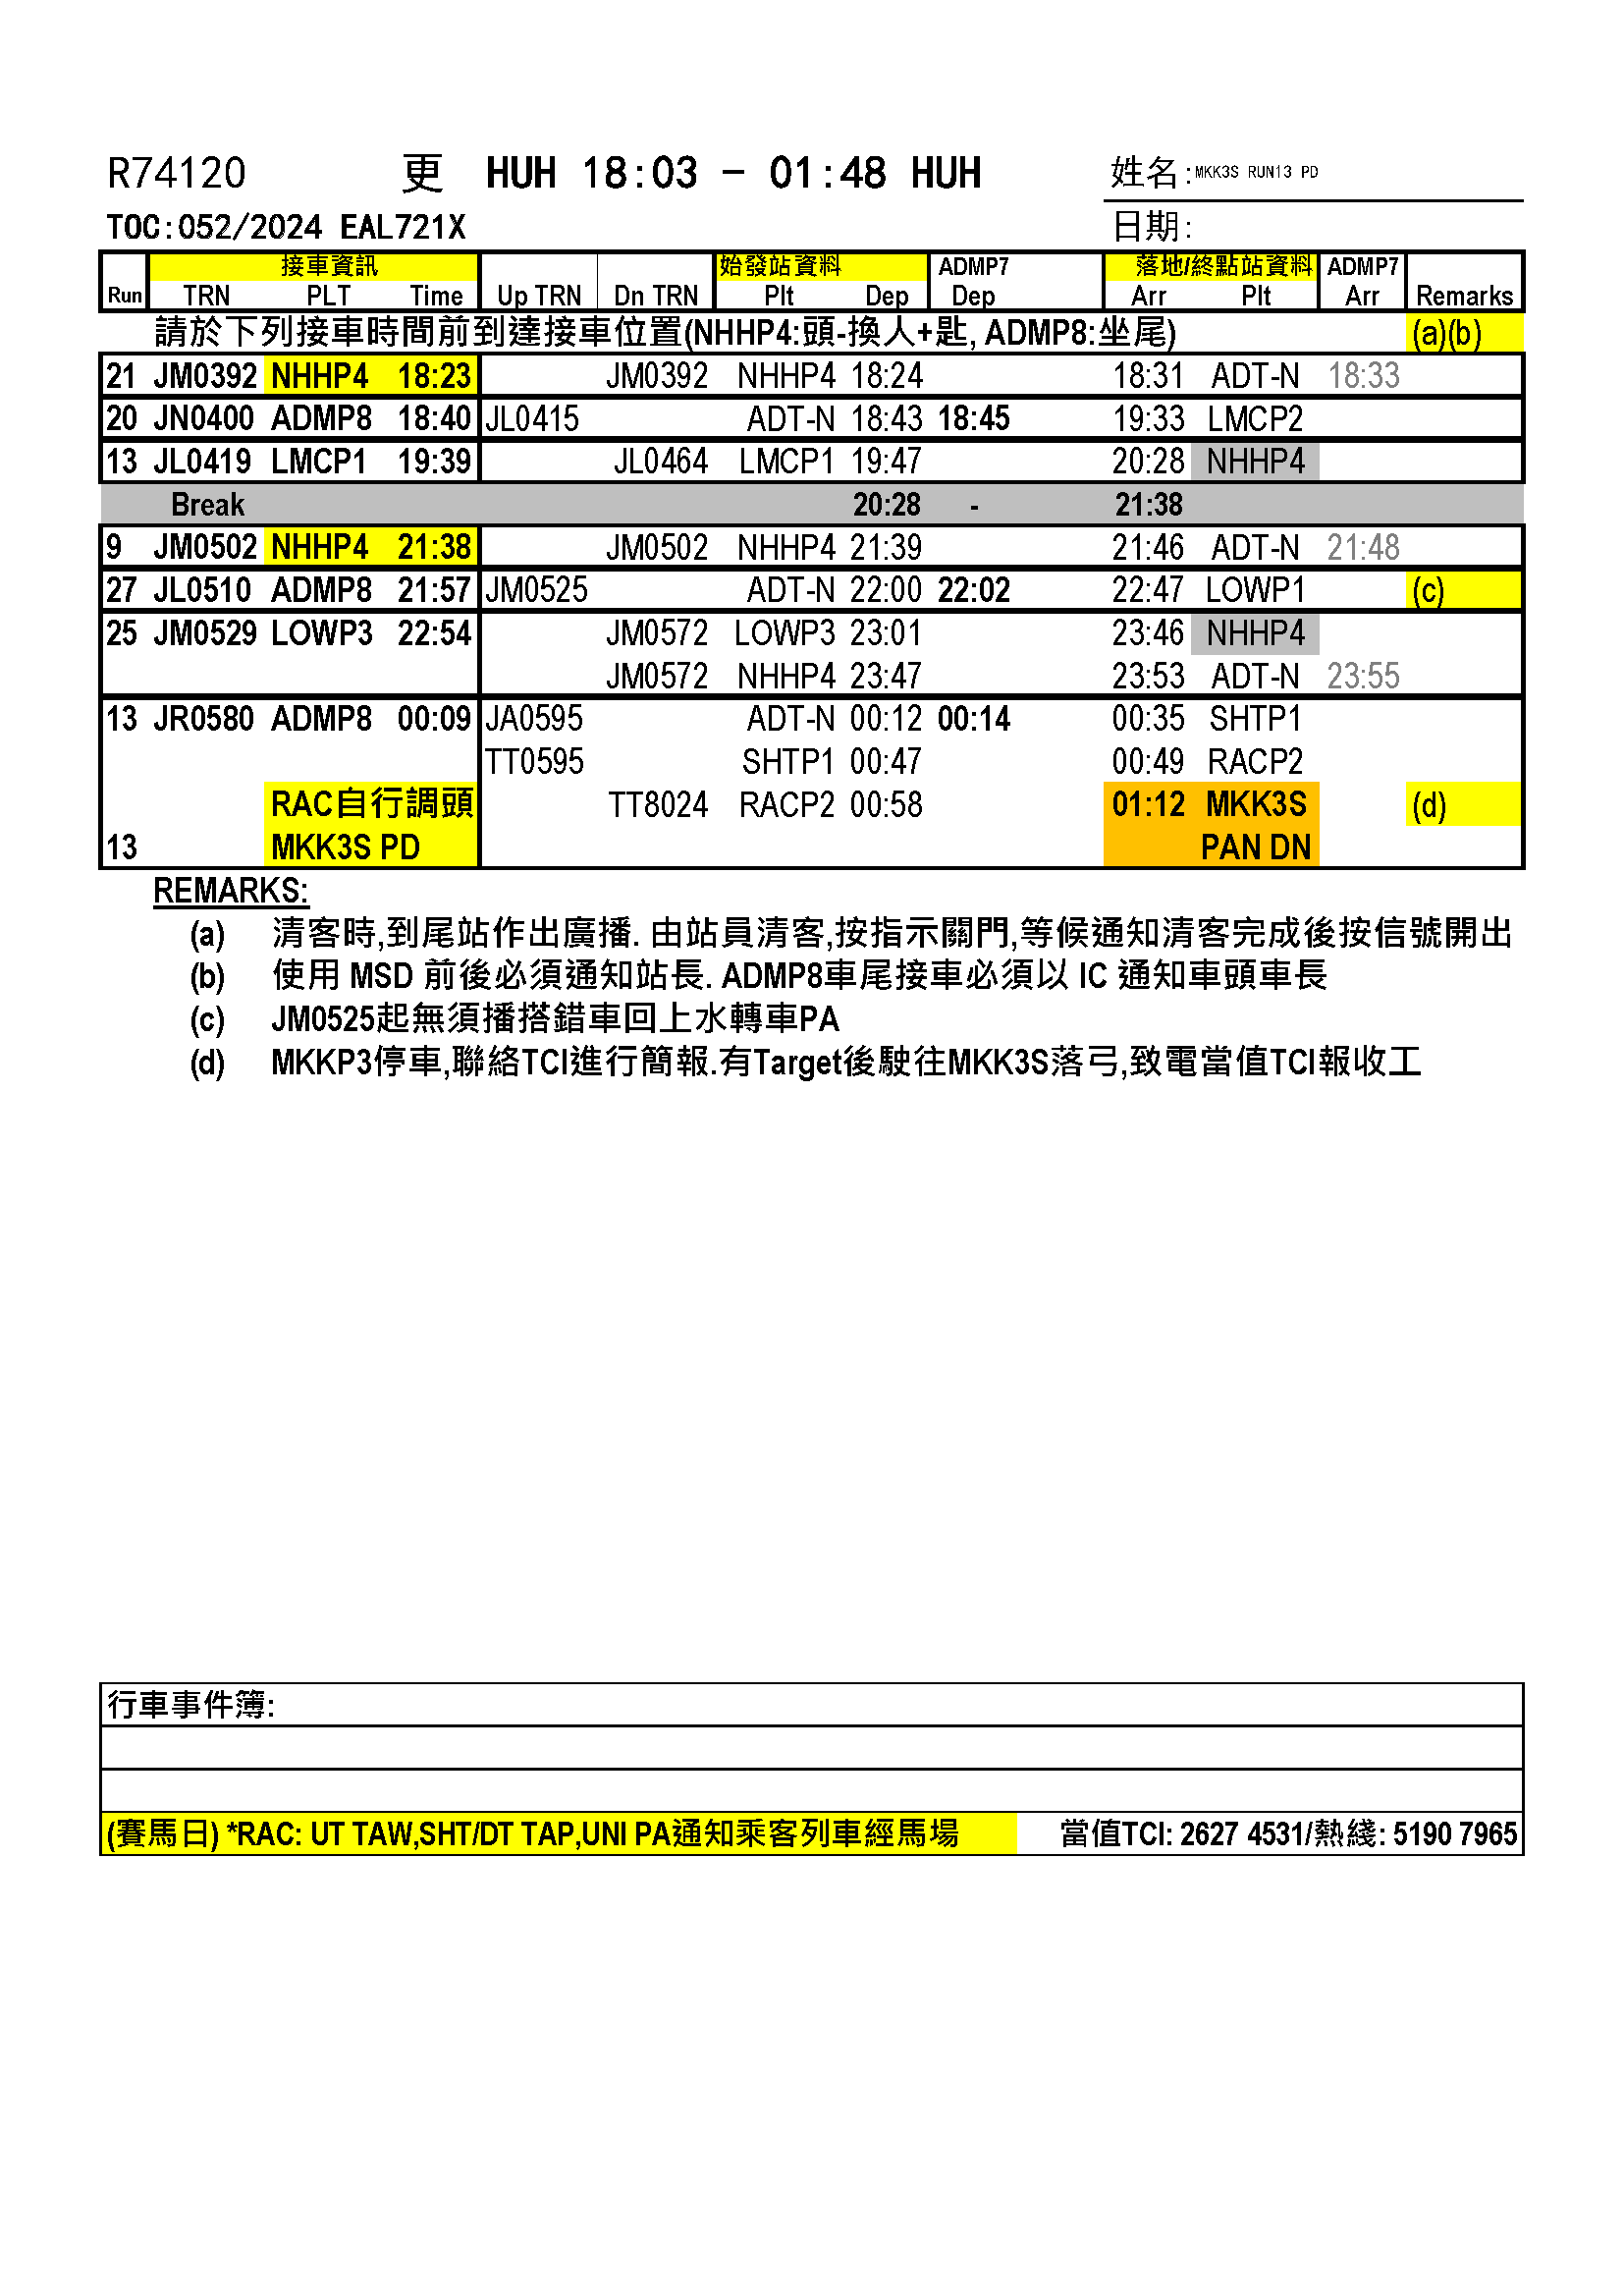 R74120 更 HUH 18:03 - 01:48 HUH 姓名:MKK3S RUN13 PD
TOC:052/2024 EAL721X 日期:
接車資訊 始發站資料 ADMP7 落地/終點站資料 ADMP7
Run TRN PLT Time Up TRN Dn TRN Plt Dep Dep Arr Plt Arr Remarks
請於下列接車時間前到達接車位置(NHHP4:頭-換人+匙, ADMP8:坐尾) (a)(b)
21 JM0392 NHHP4 18:23 JM0392 NHHP4 18:24 18:31 ADT-N 18:33
20 JN0400 ADMP8 18:40 JL0415 ADT-N 18:43 18:45 19:33 LMCP2
13 JL0419 LMCP1 19:39 JL0464 LMCP1 19:47 20:28 NHHP4
Break 20:28 - 21:38
9 JM0502 NHHP4 21:38 JM0502 NHHP4 21:39 21:46 ADT-N 21:48
27 JL0510 ADMP8 21:57 JM0525 ADT-N 22:00 22:02 22:47 LOWP1 (c)
25 JM0529 LOWP3 22:54 JM0572 LOWP3 23:01 23:46 NHHP4
JM0572 NHHP4 23:47 23:53 ADT-N 23:55
13 JR0580 ADMP8 00:09 JA0595 ADT-N 00:12 00:14 00:35 SHTP1
TT0595 SHTP1 00:47 00:49 RACP2
RAC自行調頭 TT8024 RACP2 00:58 01:12 MKK3S (d)
13 MKK3S PD PAN DN
REMARKS:
(a) 清客時,到尾站作出廣播. 由站員清客,按指示關門,等候通知清客完成後按信號開出
(b) 使用 MSD 前後必須通知站長. ADMP8車尾接車必須以 IC 通知車頭車長
(c) JM0525起無須播搭錯車回上水轉車PA
(d) MKKP3停車,聯絡TCI進行簡報.有Target後駛往MKK3S落弓,致電當值TCI報收工
行車事件簿:
(賽馬日) *RAC: UT TAW,SHT/DT TAP,UNI PA通知乘客列車經馬場 當值TCI: 2627 4531/熱綫: 5190 7965